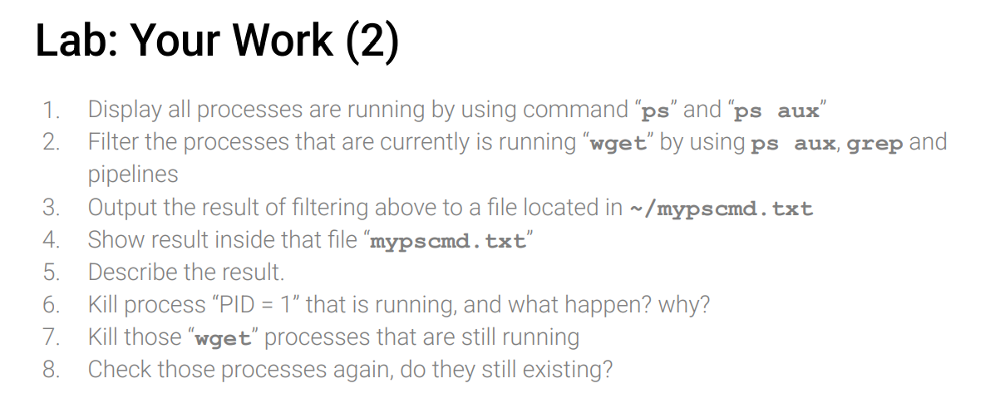 Lab: Your Work (2)
1. Display all processes are running by using command “ps” and “ps aux”
2. Filter the processes that are currently is running “wget” by using ps aux, grep and
pipelines
3. Output the result of filtering above to a file located in ~/mypscmd.txt
4. Show result inside that file “mypscmd.txt”
5. Describe the result.
6. Kill process “PID = 1” that is running, and what happen? why?
7. Kill those “wget” processes that are still running
8. Check those processes again, do they still existing?